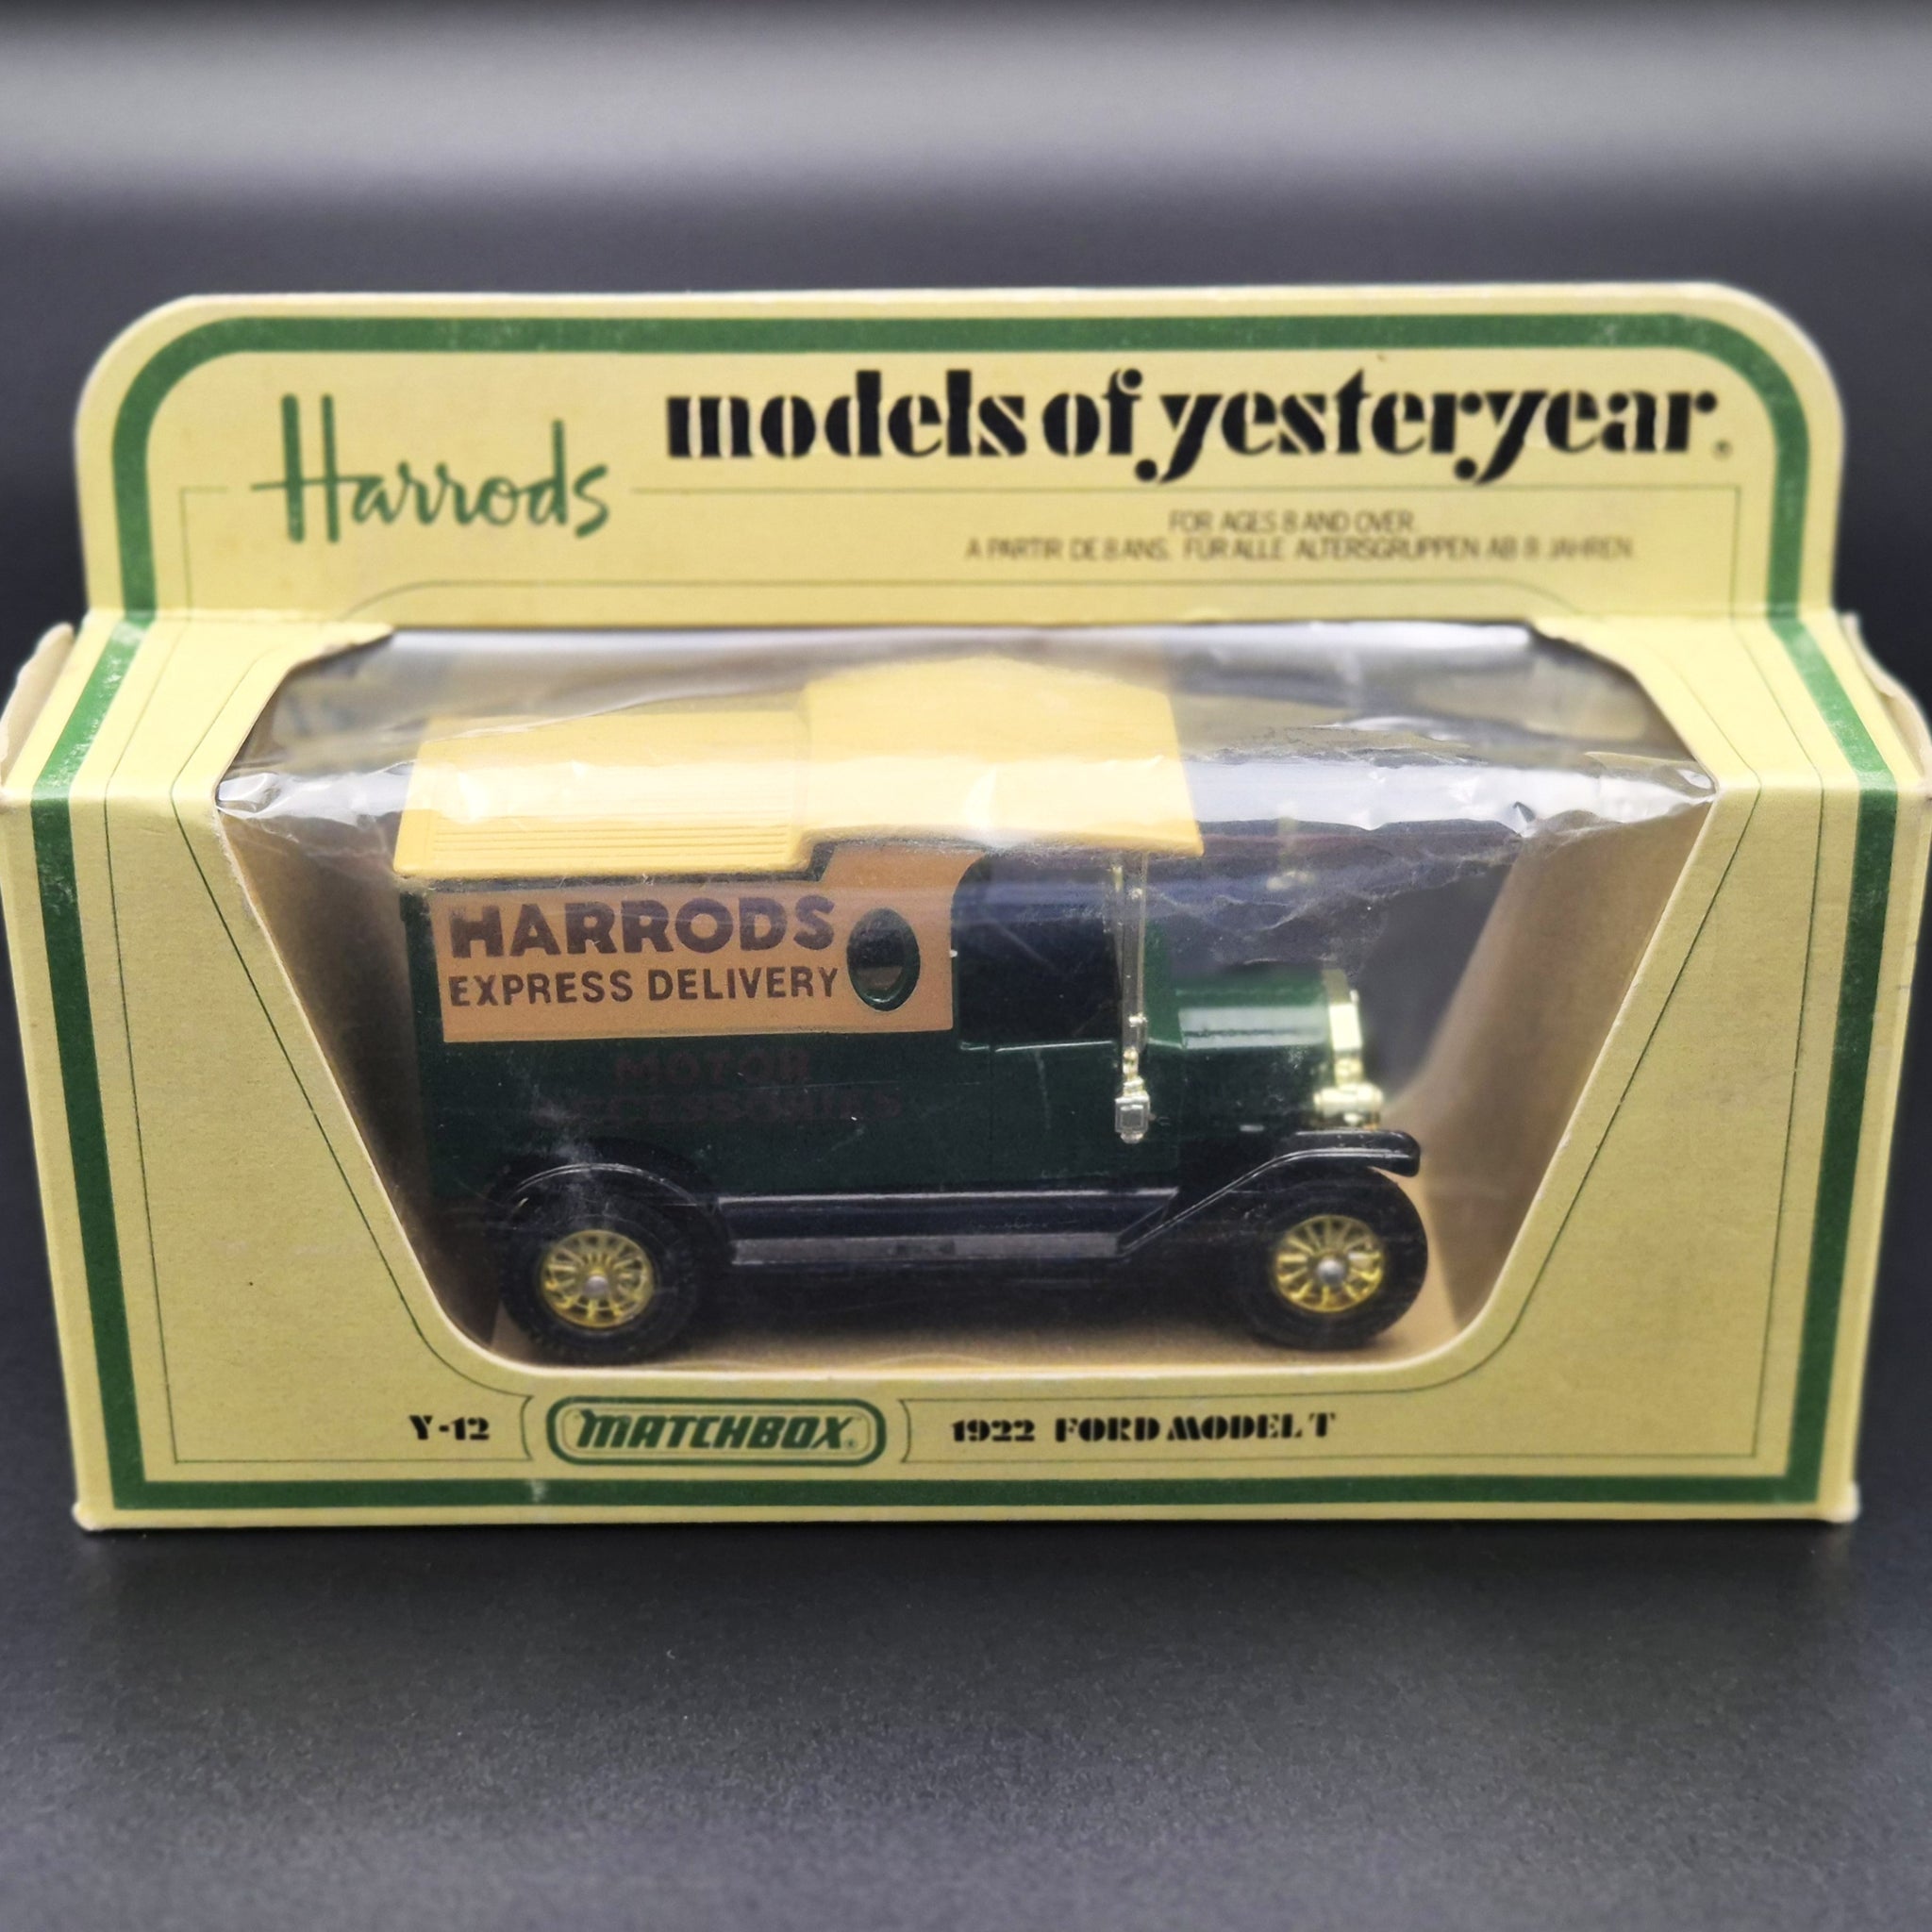 Harrods
models of yesteryear®
FOR AGES 8 AND OVER.
A PARTIR DE 8 ANS. FÜR ALLE ALTERSGRUPPEN AB 8 JAHREN.
HARRODS
EXPRESS DELIVERY
MOTOR
Y-12
MATCHBOX®
1922 FORD MODEL T